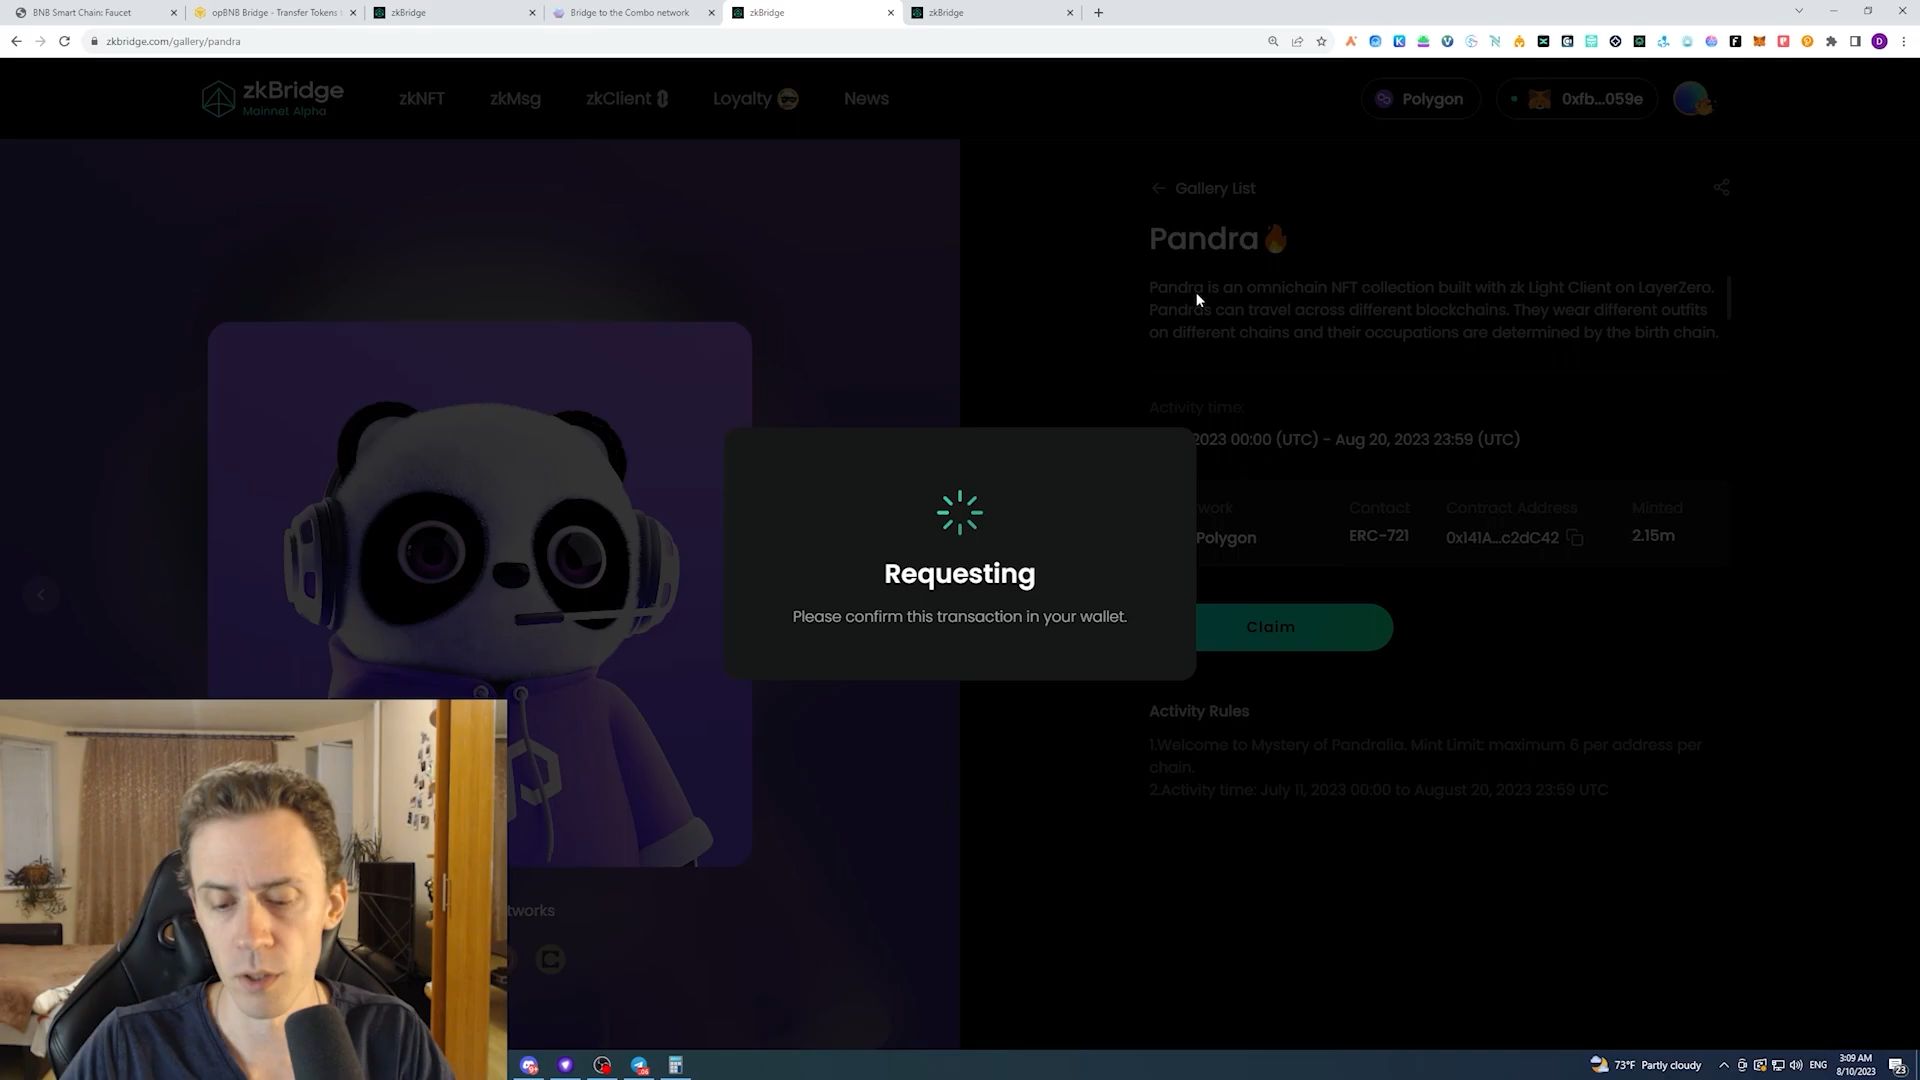 BNB Smart Chain: Faucet
opBNB Bridge - Transfer Tokens
zkBridge
Bridge to the Combo network
zkBridge
zkBridge
zkbridge.com/gallery/pandra
D
zkBridge
Mainnet Alpha
zkNFT
zkMsg
zkClient
Loyalty
News
Polygon
0xfb...059e
Gallery List
Pandra
Pandra is an omnichain NFT collection built with zk Light Client on LayerZero.
Pandras can travel across different blockchains. They wear different outfits
on different chains and their occupations are determined by the birth chain.
Activity time:
2023 00:00 (UTC) - Aug 20, 2023 23:59 (UTC)
work
Contact
Contract Address
Minted
Polygon
ERC-721
0x141A...c2dC42
2.15m
Requesting
Please confirm this transaction in your wallet.
Claim
Activity Rules
1.Welcome to Mystery of Pandralia. Mint Limit: maximum 6 per address per
chain.
2.Activity time: July 11, 2023 00:00 to August 20, 2023 23:59 UTC
tworks
73°F Partly cloudy
ENG
3:09 AM
8/10/2023
23